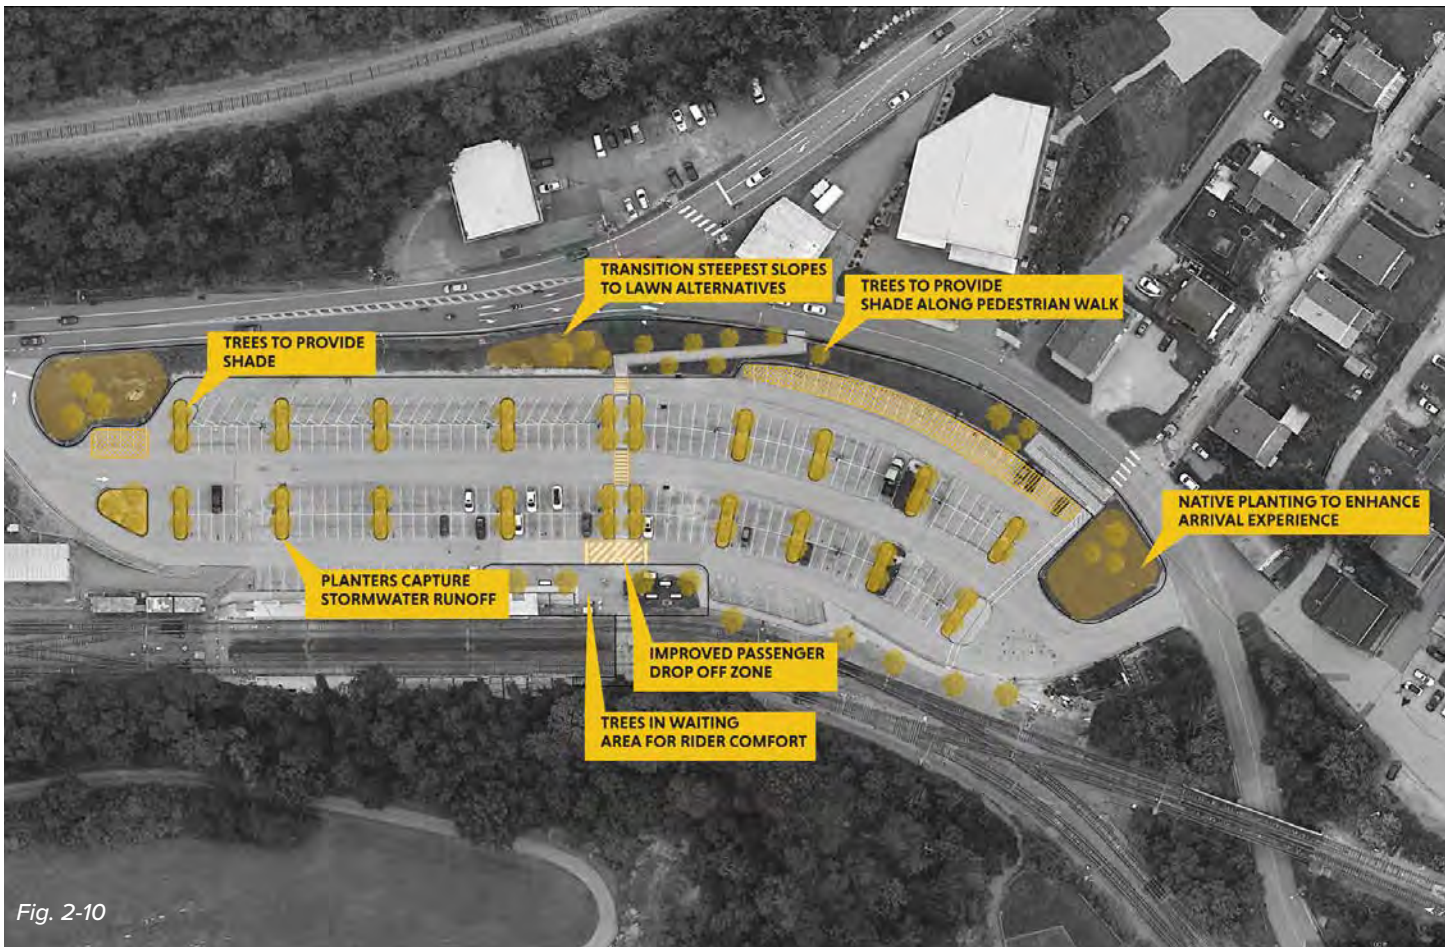 TRANSITION STEEPEST SLOPES
TO LAWN ALTERNATIVES
TREES TO PROVIDE
SHADE ALONG PEDESTRIAN WALK
TREES TO PROVIDE
SHADE
NATIVE PLANTING TO ENHANCE
ARRIVAL EXPERIENCE
PLANTERS CAPTURE
STORMWATER RUNOFF
IMPROVED PASSENGER
DROP OFF ZONE
TREES IN WAITING
AREA FOR RIDER COMFORT
Fig. 2-10